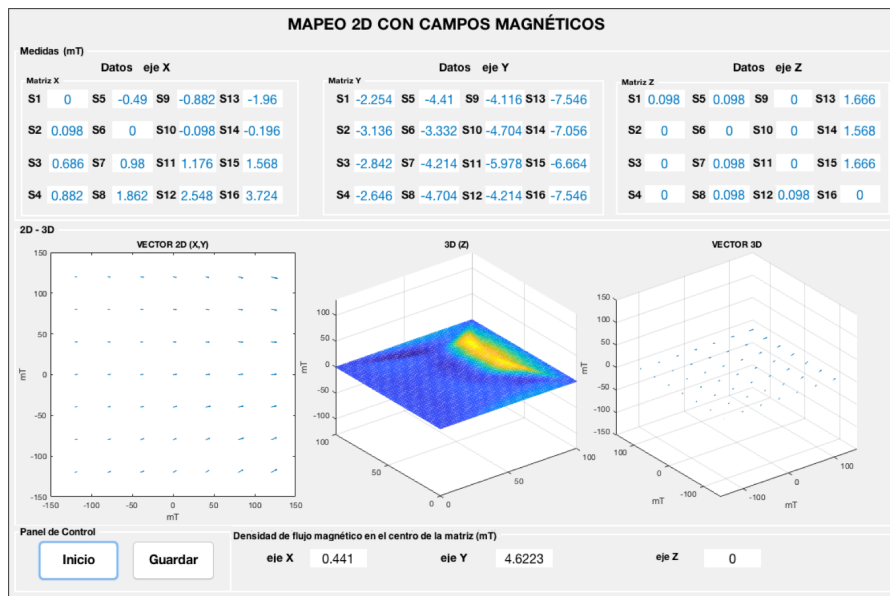 MAPEO 2D CON CAMPOS MAGNÉTICOS
Medidas (mT)
Datos eje X Datos eje Y Datos eje Z
Matriz X Matriz Y Matriz Z
S1 0 S5 -0.49 S9 -0.882 S13 -1.96 S1 -2.254 S5 -4.41 S9 -4.116 S13 -7.546 S1 0.098 S5 0.098 S9 0 S13 1.666
S2 0.098 S6 0 S10 -0.098 S14 -0.196 S2 -3.136 S6 -3.332 S10 -4.704 S14 -7.056 S2 0 S6 0 S10 0 S14 1.568
S3 0.686 S7 0.98 S11 1.176 S15 1.568 S3 -2.842 S7 -4.214 S11 -5.978 S15 -6.664 S3 0 S7 0.098 S11 0 S15 1.666
S4 0.882 S8 1.862 S12 2.548 S16 3.724 S4 -2.646 S8 -4.704 S12 -4.214 S16 -7.546 S4 0 S8 0.098 S12 0.098 S16 0
2D - 3D
VECTOR 2D (X,Y)
150
100
50
0
-50
-100
-150
mT
-150 -100 -50 0 50 100 150
mT
3D (Z)
100
50
0
-50
-100
mT
100
50
0
0
50
100
VECTOR 3D
150
100
50
0
-50
-100
-150
mT
100
0
-100
mT
-100
0
100
mT
Panel de Control
Inicio Guardar
Densidad de flujo magnético en el centro de la matriz (mT)
eje X 0.441 eje Y 4.6223 eje Z 0